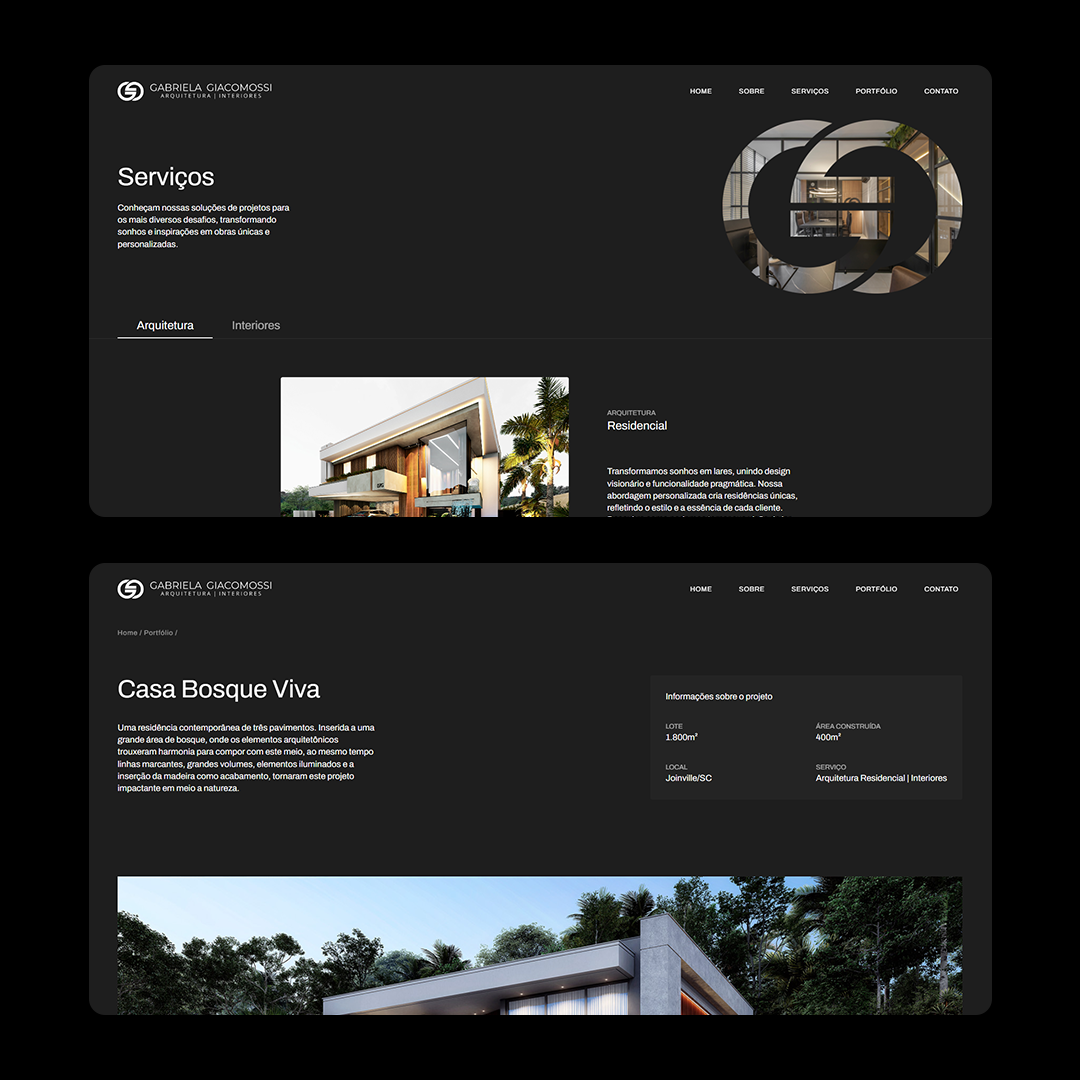 GABRIELA GIACOMOSSI
ARQUITETURA | INTERIORES
HOME
SOBRE
SERVIÇOS
PORTFÓLIO
CONTATO
Serviços
Conheçam nossas soluções de projetos para
os mais diversos desafios, transformando
sonhos e inspirações em obras únicas e
personalizadas.
Arquitetura
Interiores
ARQUITETURA
Residencial
Transformamos sonhos em lares, unindo design
visionário e funcionalidade pragmática. Nossa
abordagem personalizada cria residências únicas,
refletindo o estilo e a essência de cada cliente.
GABRIELA GIACOMOSSI
ARQUITETURA | INTERIORES
HOME
SOBRE
SERVIÇOS
PORTFÓLIO
CONTATO
Home / Portfólio /
Casa Bosque Viva
Uma residência contemporânea de três pavimentos. Inserida a uma
grande área de bosque, onde os elementos arquitetônicos
trouxeram harmonia para compor com este meio, ao mesmo tempo
linhas marcantes, grandes volumes, elementos iluminados e a
inserção da madeira como acabamento, tornaram este projeto
impactante em meio a natureza.
Informações sobre o projeto
LOTE
1.800m²
ÁREA CONSTRUÍDA
400m²
LOCAL
Joinville/SC
SERVIÇO
Arquitetura Residencial | Interiores